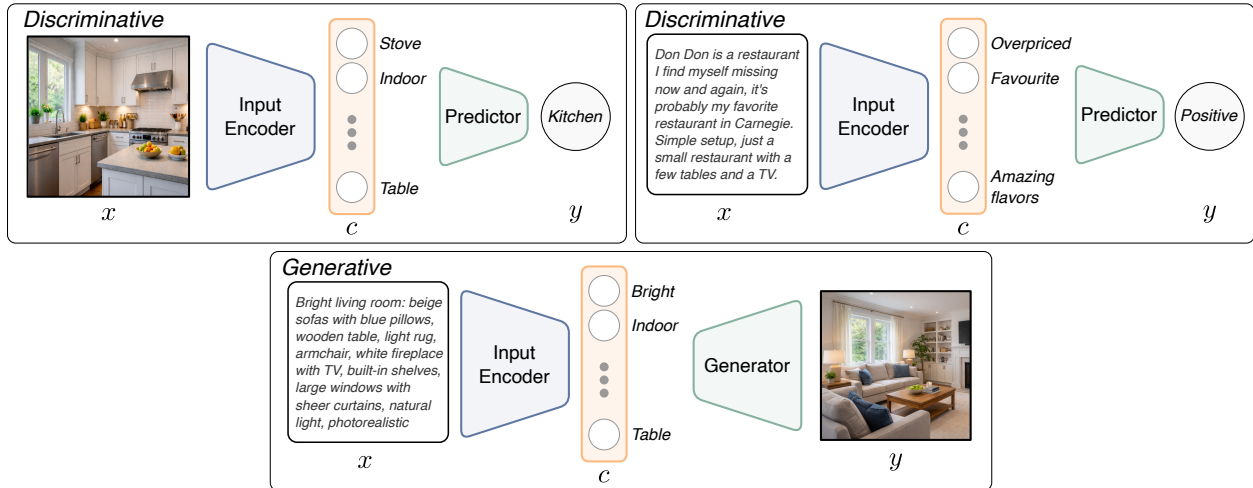 Discriminative
Stove
Indoor
Input
Encoder
Predictor
Kitchen
Table
x
c
y
Discriminative
Don Don is a restaurant
I find myself missing
now and again, it's
probably my favorite
restaurant in Carnegie.
Simple setup, just a
small restaurant with a
few tables and a TV.
Input
Encoder
Overpriced
Favourite
Predictor
Positive
Amazing
flavors
x
c
y
Generative
Bright living room: beige
sofas with blue pillows,
wooden table, light rug,
armchair, white fireplace
with TV, built-in shelves,
large windows with
sheer curtains, natural
light, photorealistic
Input
Encoder
Bright
Indoor
Generator
Table
x
c
y